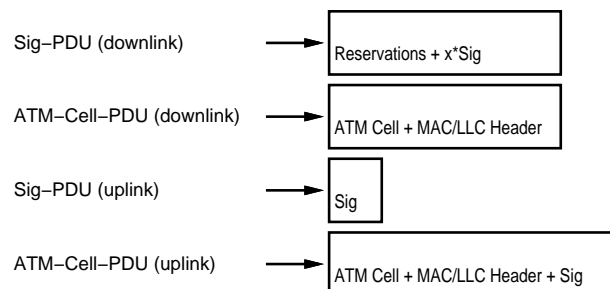 Sig−PDU (downlink)
Reservations + x*Sig
ATM−Cell−PDU (downlink)
ATM Cell + MAC/LLC Header
Sig−PDU (uplink)
Sig
ATM−Cell−PDU (uplink)
ATM Cell + MAC/LLC Header + Sig